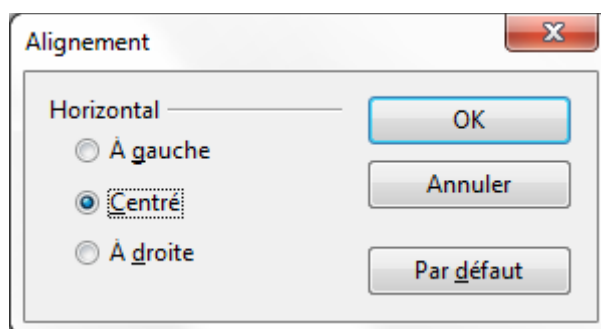 Alignement
Horizontal
À gauche
Centré
À droite
OK
Annuler
Par défaut